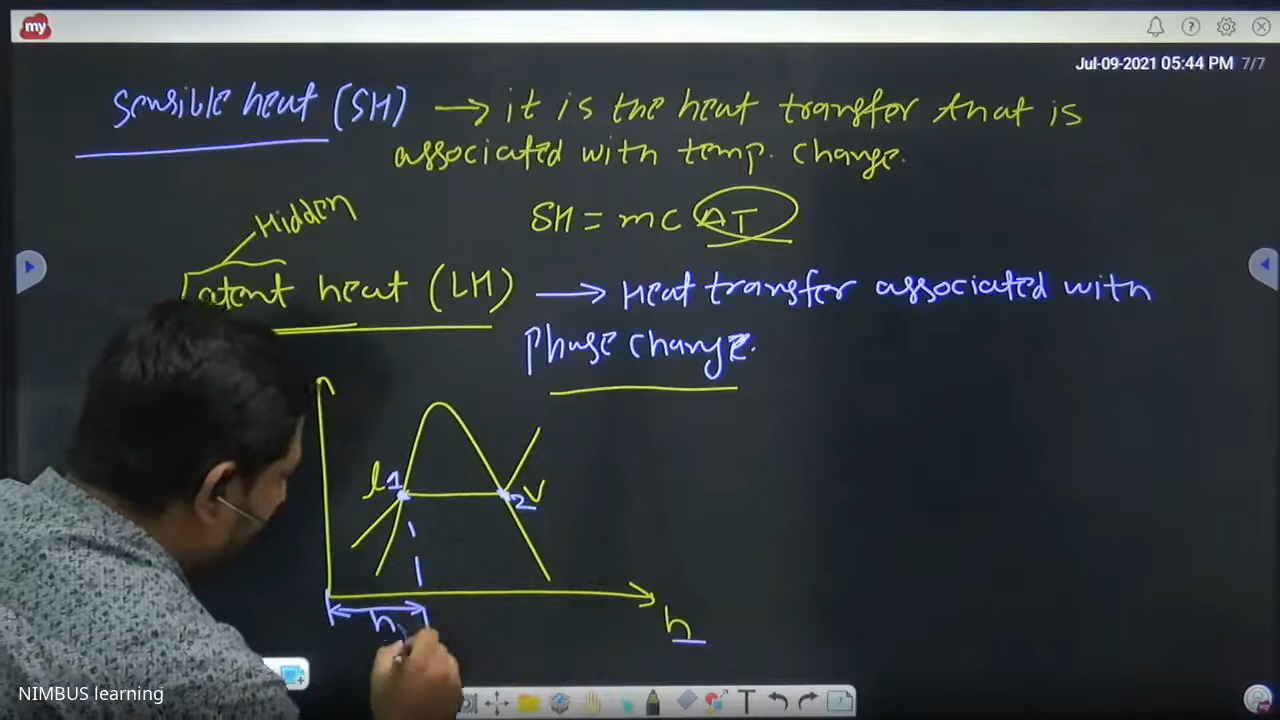 my
Jul-09-2021 05:44 PM 7/7
Sensible heat (SH) → it is the heat transfer that is
associated with temp. change.
Hidden
SH = mc ΔT
Latent heat (LH) → Heat transfer associated with
phase change.
l 1
2 V
h
h
NIMBUS learning
T